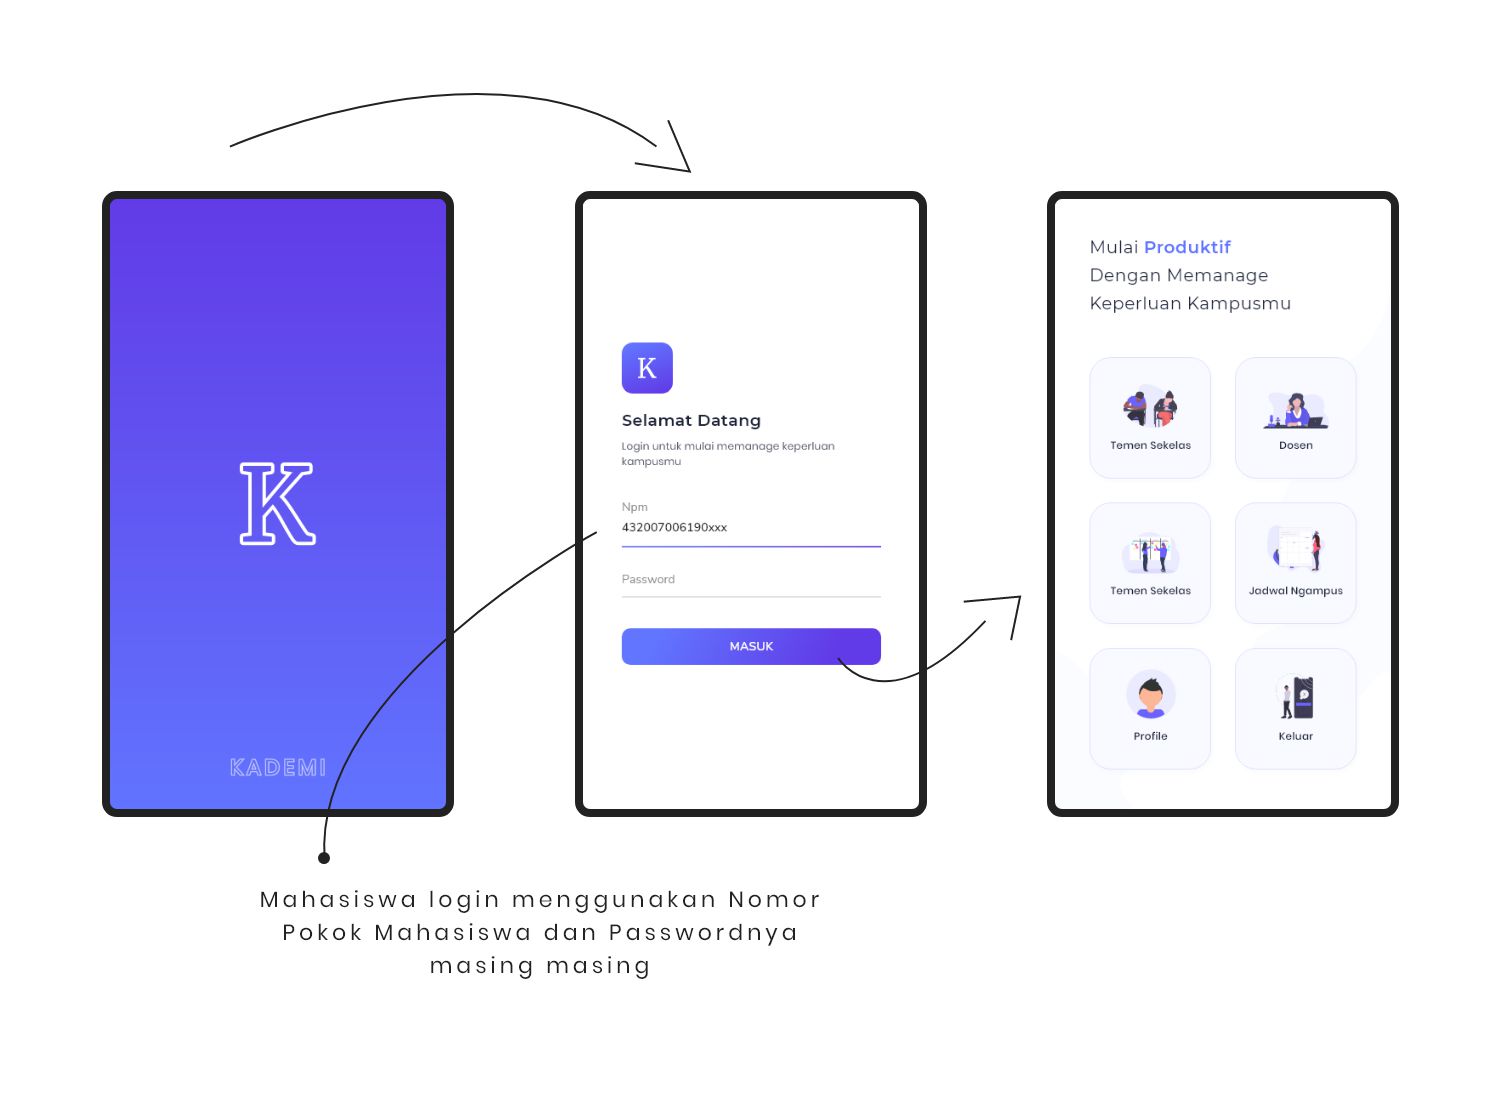 K
KADEMI
K
Selamat Datang
Login untuk mulai memanage keperluan
kampusmu
Npm
432007006190xxx
Password
MASUK
Mulai Produktif
Dengan Memanage
Keperluan Kampusmu
Temen Sekelas
Dosen
Temen Sekelas
Jadwal Ngampus
Profile
Keluar
Mahasiswa login menggunakan Nomor
Pokok Mahasiswa dan Passwordnya
masing masing